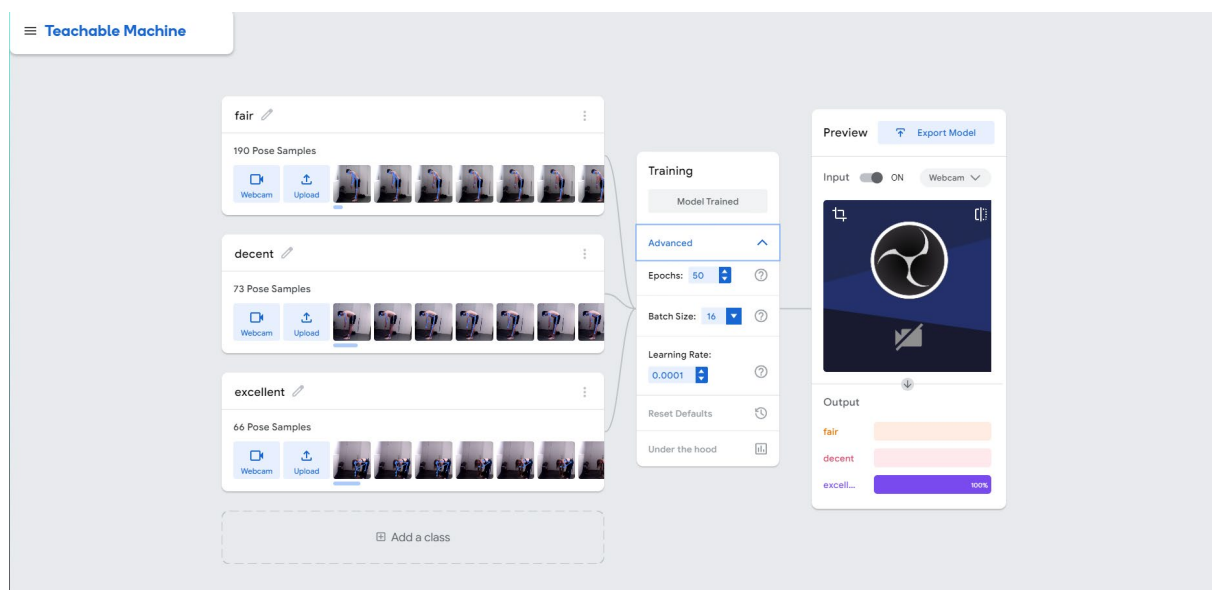 Teachable Machine
fair
190 Pose Samples
Webcam
Upload
decent
73 Pose Samples
Webcam
Upload
excellent
66 Pose Samples
Webcam
Upload
Add a class
Training
Model Trained
Advanced
Epochs: 50
Batch Size: 16
Learning Rate:
0.0001
Reset Defaults
Under the hood
Preview
Export Model
Input ON Webcam
Output
fair
decent
excell... 100%